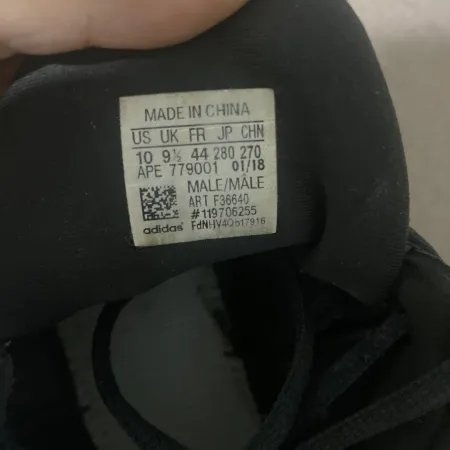 MADE IN CHINA
US UK FR JP CHN
10 9½ 44 280 270
APE 779001 01/18
MALE/MÂLE
ART F36640
#119706255
adidas